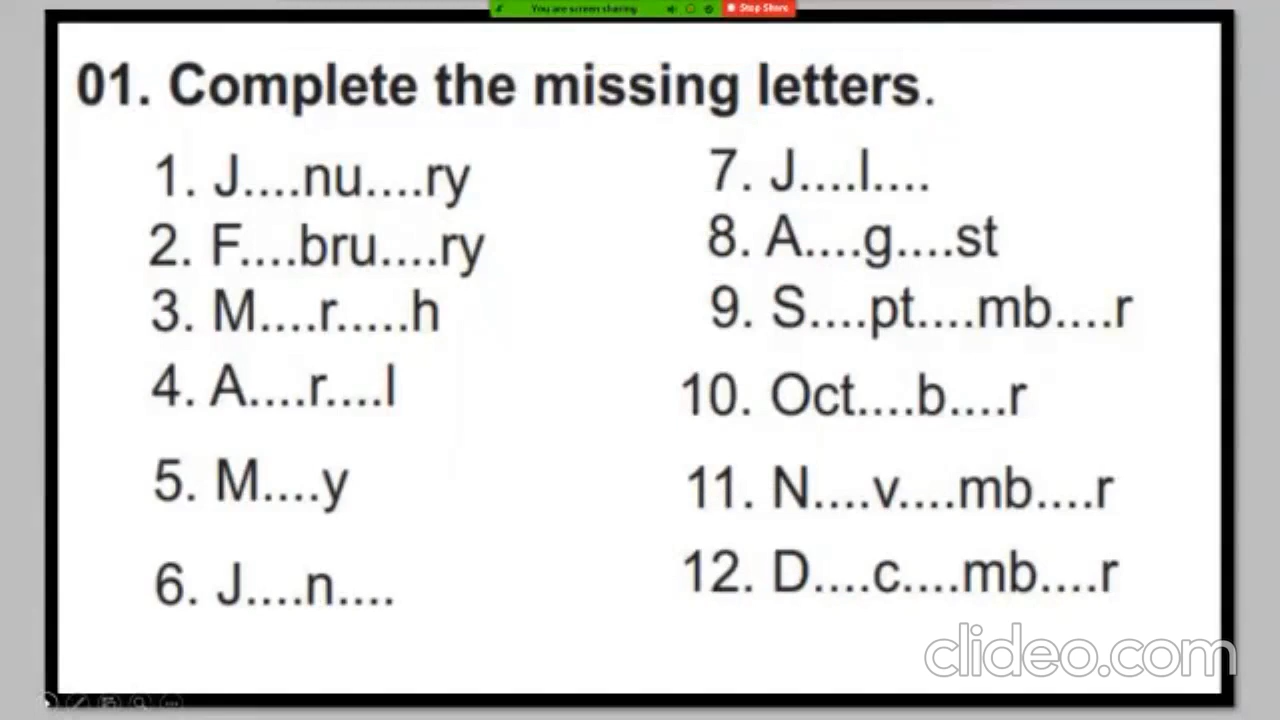 You are screen sharing
Stop Share
01. Complete the missing letters.
1. J....nu....ry
2. F....bru....ry
3. M....r.....h
4. A....r....l
5. M....y
6. J....n....
7. J....l....
8. A....g....st
9. S....pt....mb....r
10. Oct....b....r
11. N....v....mb....r
12. D....c....mb....r
clideo.com